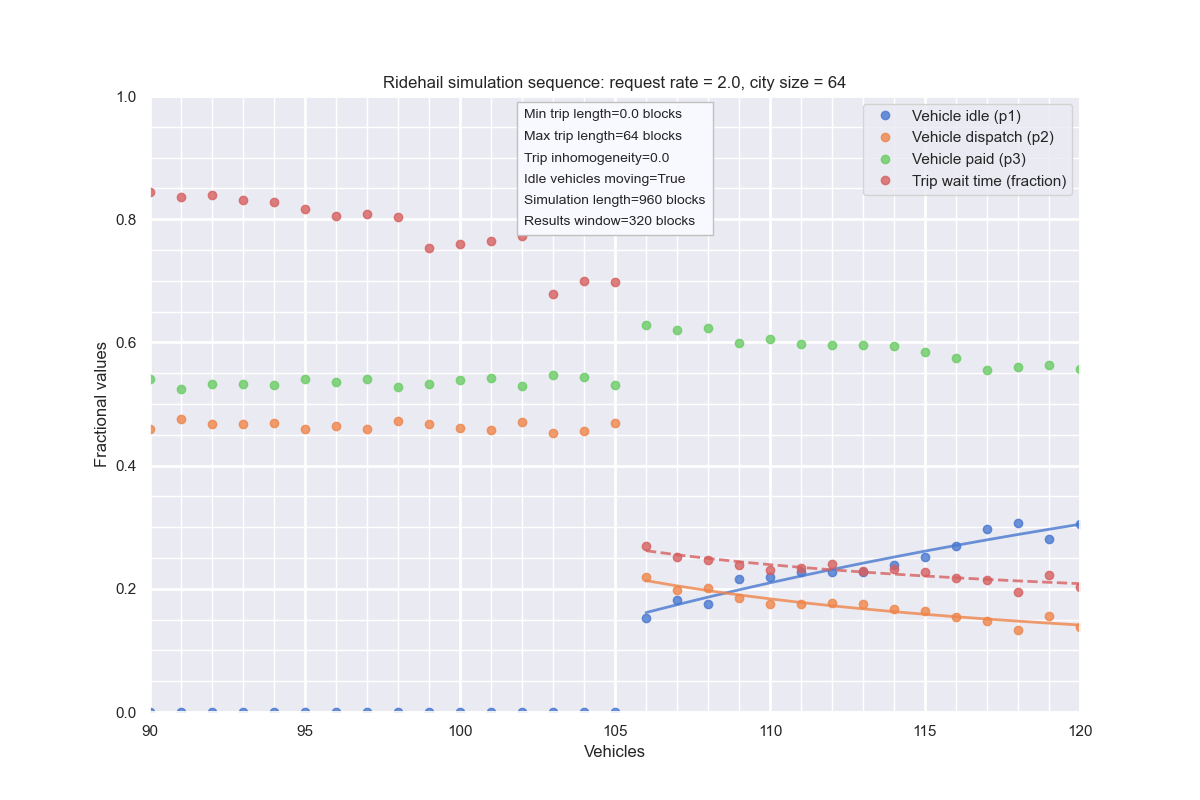 Ridehail simulation sequence: request rate = 2.0, city size = 64
Min trip length=0.0 blocks
Max trip length=64 blocks
Trip inhomogeneity=0.0
Idle vehicles moving=True
Simulation length=960 blocks
Results window=320 blocks
Vehicle idle (p1)
Vehicle dispatch (p2)
Vehicle paid (p3)
Trip wait time (fraction)
Fractional values
1.0
0.8
0.6
0.4
0.2
0.0
90 95 100 105 110 115 120
Vehicles